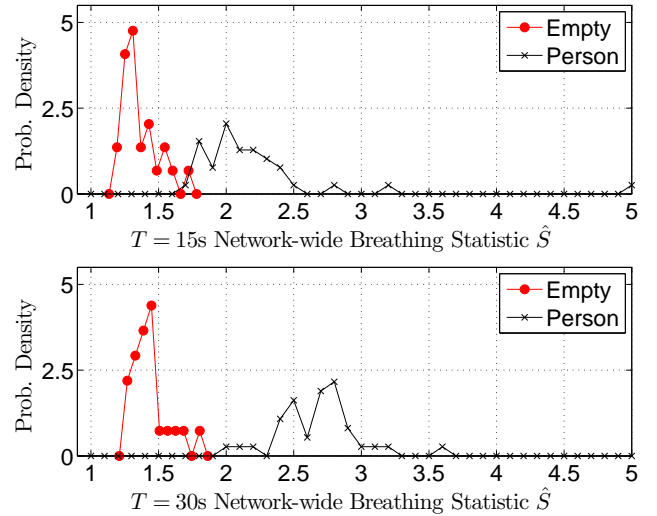 5
2.5
0
Prob. Density
Empty
Person
1 1.5 2 2.5 3 3.5 4 4.5 5
T = 15s Network-wide Breathing Statistic Ŝ
5
2.5
0
Prob. Density
Empty
Person
1 1.5 2 2.5 3 3.5 4 4.5 5
T = 30s Network-wide Breathing Statistic Ŝ